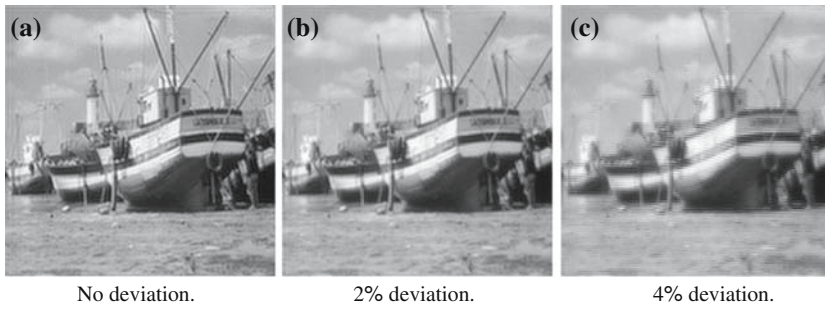 (a) (b) (c)
No deviation. 2% deviation. 4% deviation.